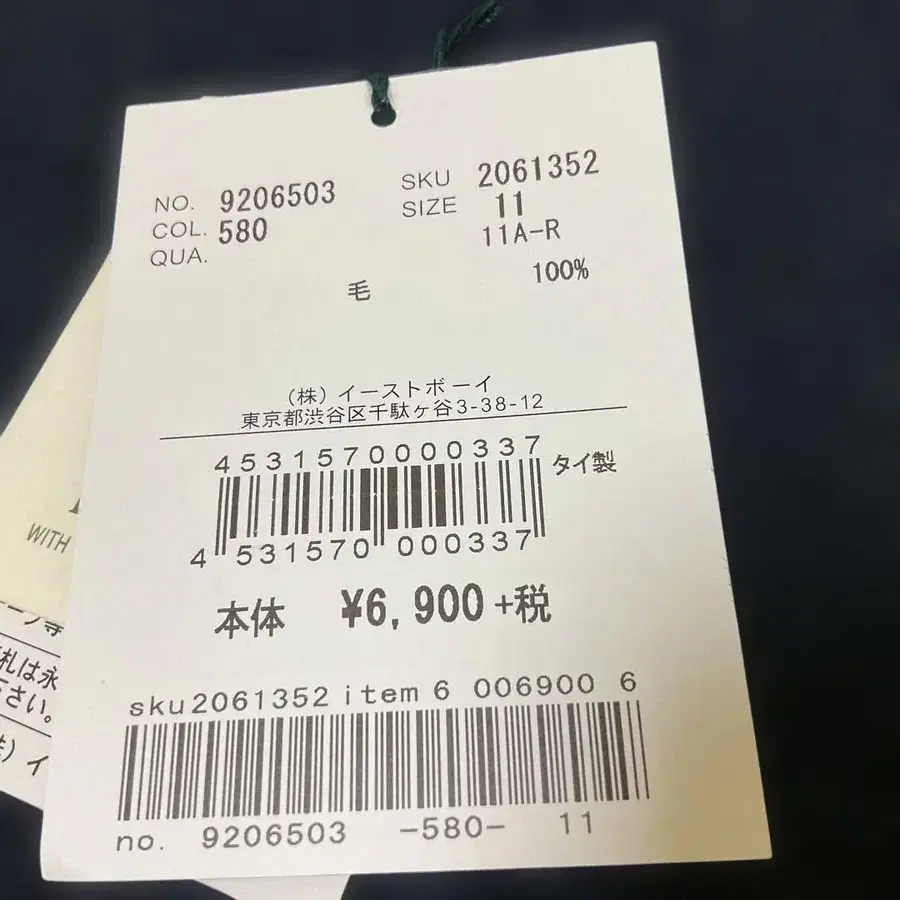 NO. 9206503 SKU 2061352
COL. 580 SIZE 11
QUA. 11A-R
毛 100%
(株)イーストボーイ
東京都渋谷区千駄ヶ谷3-38-12
4531570000337
タイ製
4 531570 000337
本体 ¥6,900+税
sku2061352 item 6 006900 6
no. 9206503 -580- 11
WITH
札は永
さい。
イ